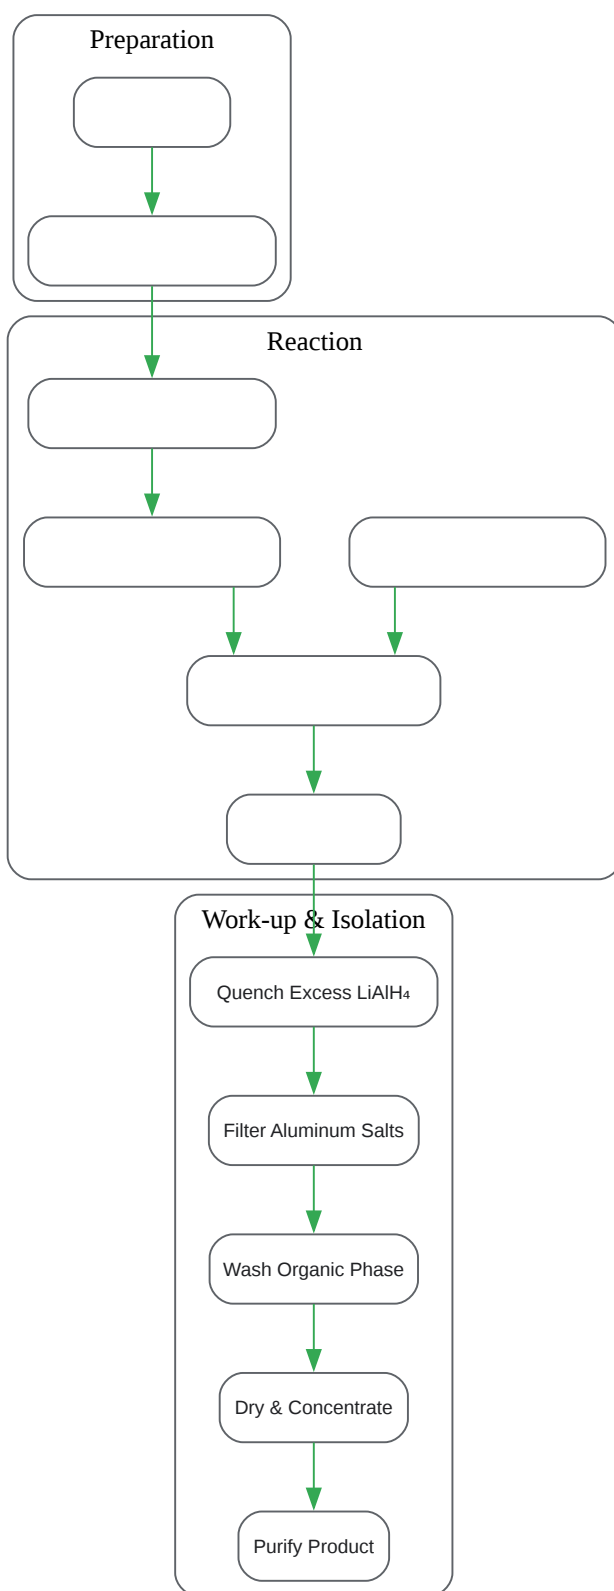 Preparation
Reaction
Work-up & Isolation
Quench Excess LiAlH₄
Filter Aluminum Salts
Wash Organic Phase
Dry & Concentrate
Purify Product